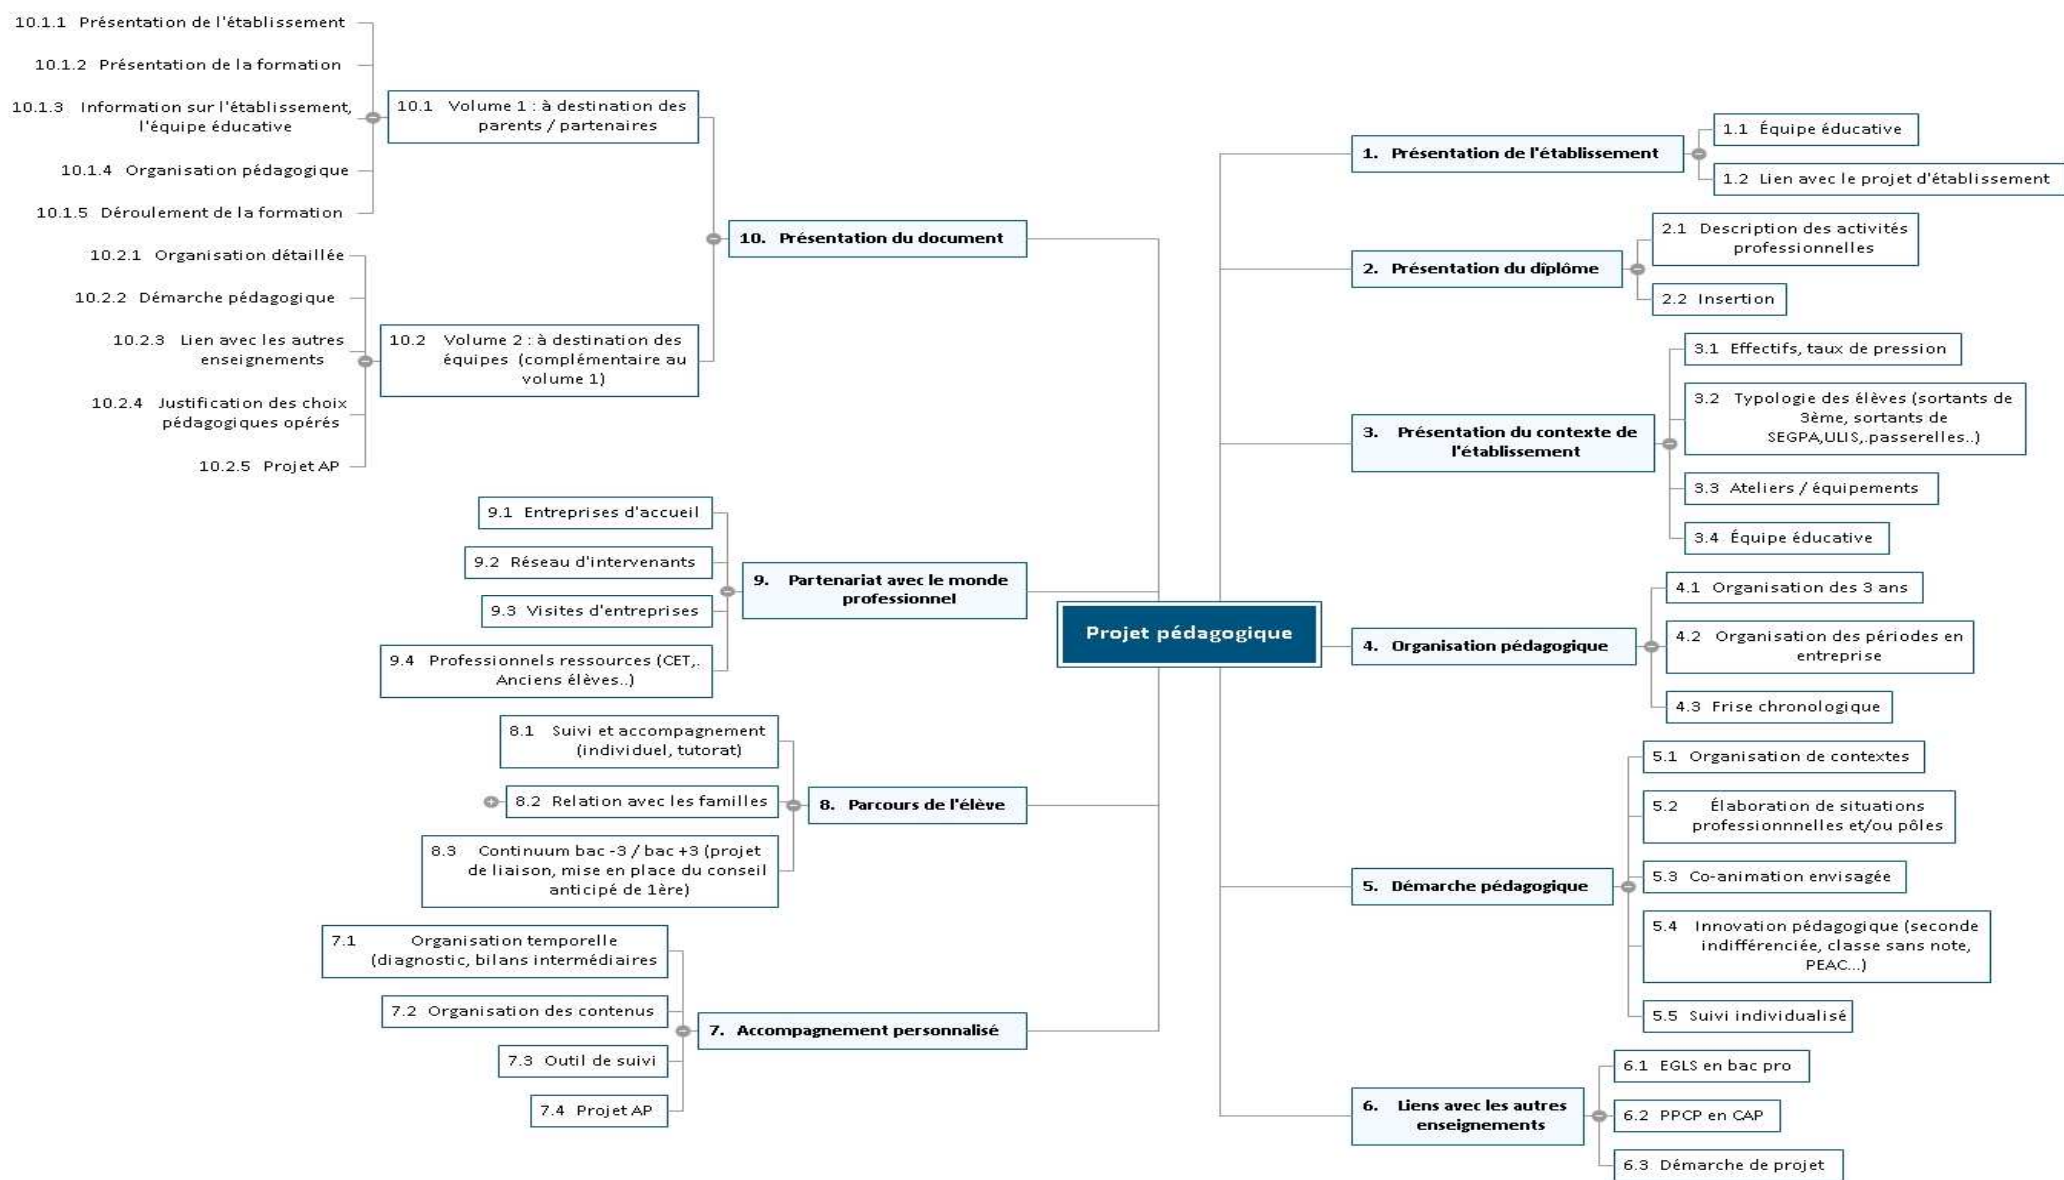 Projet pédagogique
1. Présentation de l'établissement
1.1 Équipe éducative
1.2 Lien avec le projet d'établissement
2. Présentation du dîplôme
2.1 Description des activités
professionnelles
2.2 Insertion
3. Présentation du contexte de
l'établissement
3.1 Effectifs, taux de pression
3.2 Typologie des élèves (sortants de
3ème, sortants de
SEGPA,ULIS,.passerelles..)
3.3 Ateliers / équipements
3.4 Équipe éducative
4. Organisation pédagogique
4.1 Organisation des 3 ans
4.2 Organisation des périodes en
entreprise
4.3 Frise chronologique
5. Démarche pédagogique
5.1 Organisation de contextes
5.2 Élaboration de situations
professionnnelles et/ou pôles
5.3 Co-animation envisagée
5.4 Innovation pédagogique (seconde
indifférenciée, classe sans note,
PEAC...)
5.5 Suivi individualisé
6. Liens avec les autres
enseignements
6.1 EGLS en bac pro
6.2 PPCP en CAP
6.3 Démarche de projet
7. Accompagnement personnalisé
7.1 Organisation temporelle
(diagnostic, bilans intermédiaires
7.2 Organisation des contenus
7.3 Outil de suivi
7.4 Projet AP
8. Parcours de l'élève
8.1 Suivi et accompagnement
(individuel, tutorat)
8.2 Relation avec les familles
8.3 Continuum bac -3 / bac +3 (projet
de liaison, mise en place du conseil
anticipé de 1ère)
9. Partenariat avec le monde
professionnel
9.1 Entreprises d'accueil
9.2 Réseau d'intervenants
9.3 Visites d'entreprises
9.4 Professionnels ressources (CET,.
Anciens élèves..)
10. Présentation du document
10.1 Volume 1 : à destination des
parents / partenaires
10.1.1 Présentation de l'établissement
10.1.2 Présentation de la formation
10.1.3 Information sur l'établissement,
l'équipe éducative
10.1.4 Organisation pédagogique
10.1.5 Déroulement de la formation
10.2 Volume 2 : à destination des
équipes (complémentaire au
volume 1)
10.2.1 Organisation détaillée
10.2.2 Démarche pédagogique
10.2.3 Lien avec les autres
enseignements
10.2.4 Justification des choix
pédagogiques opérés
10.2.5 Projet AP